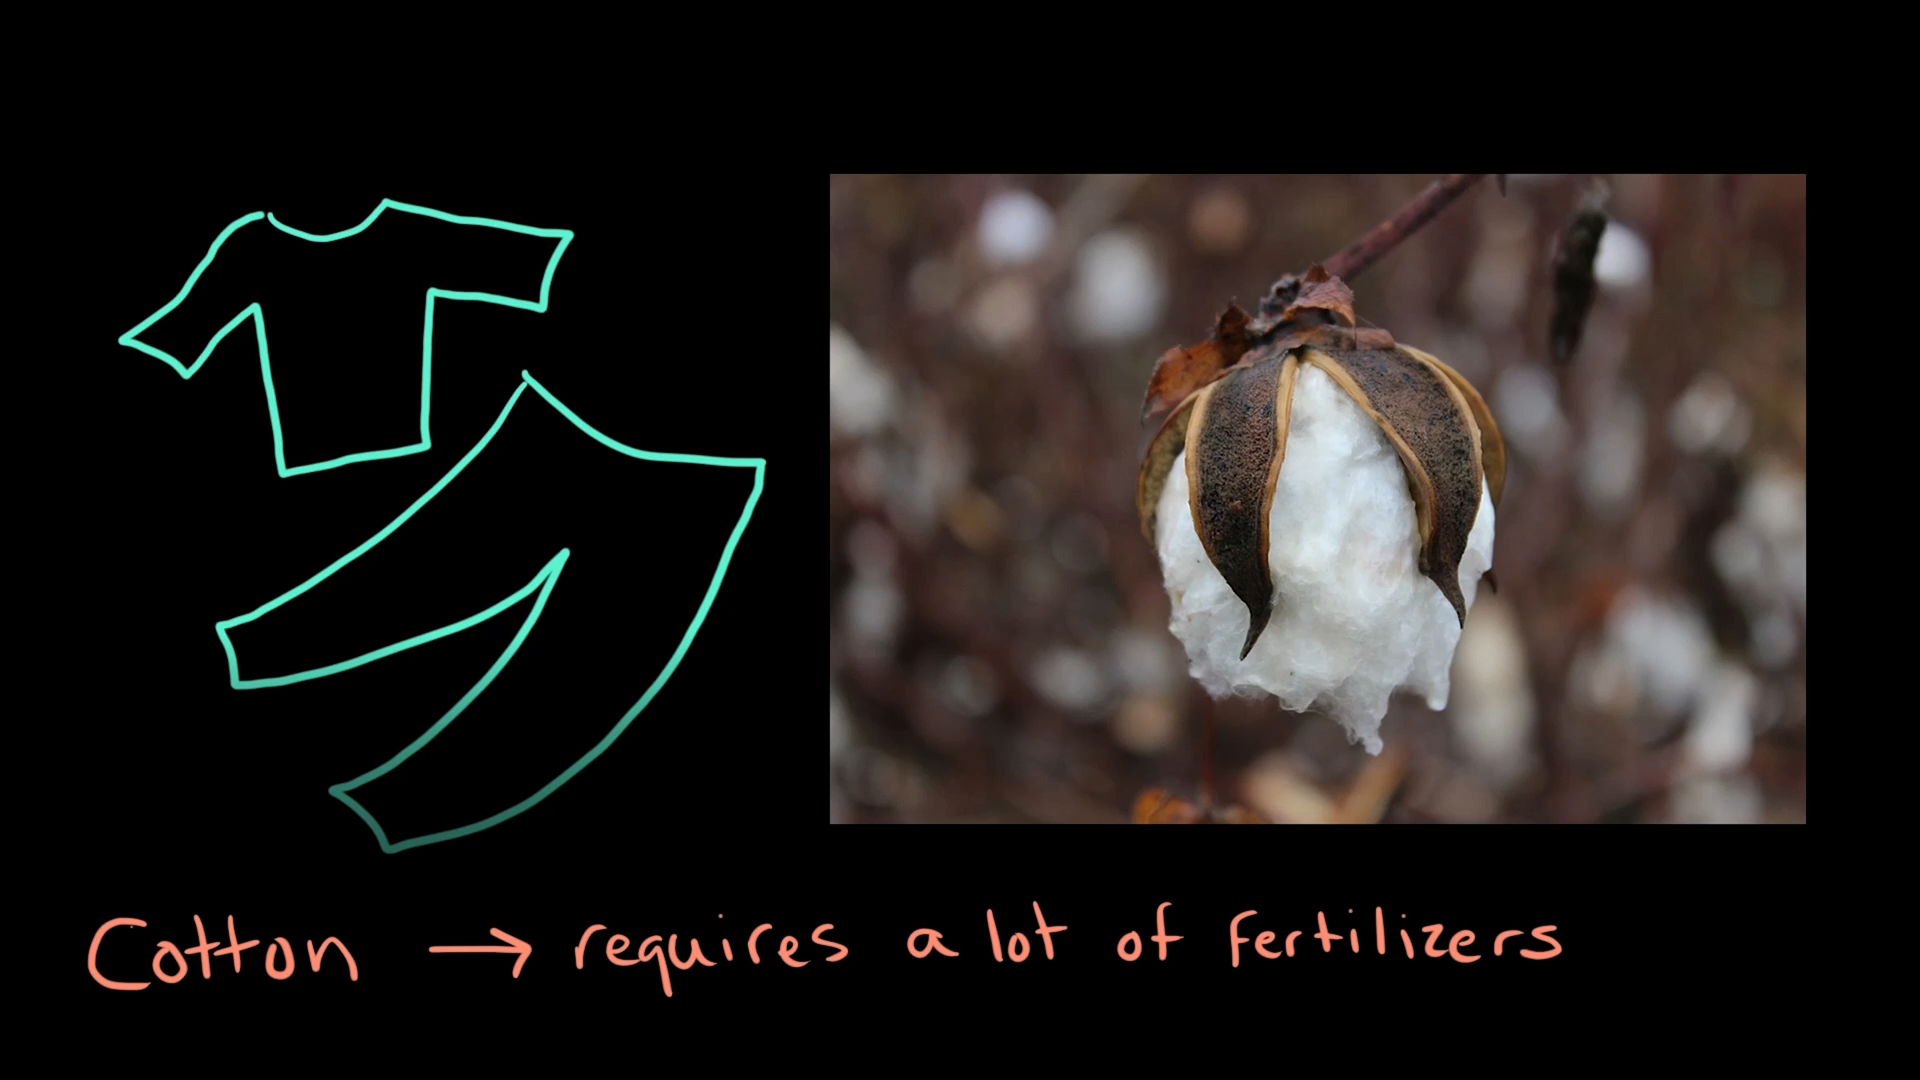 Cotton → requires a lot of fertilizers